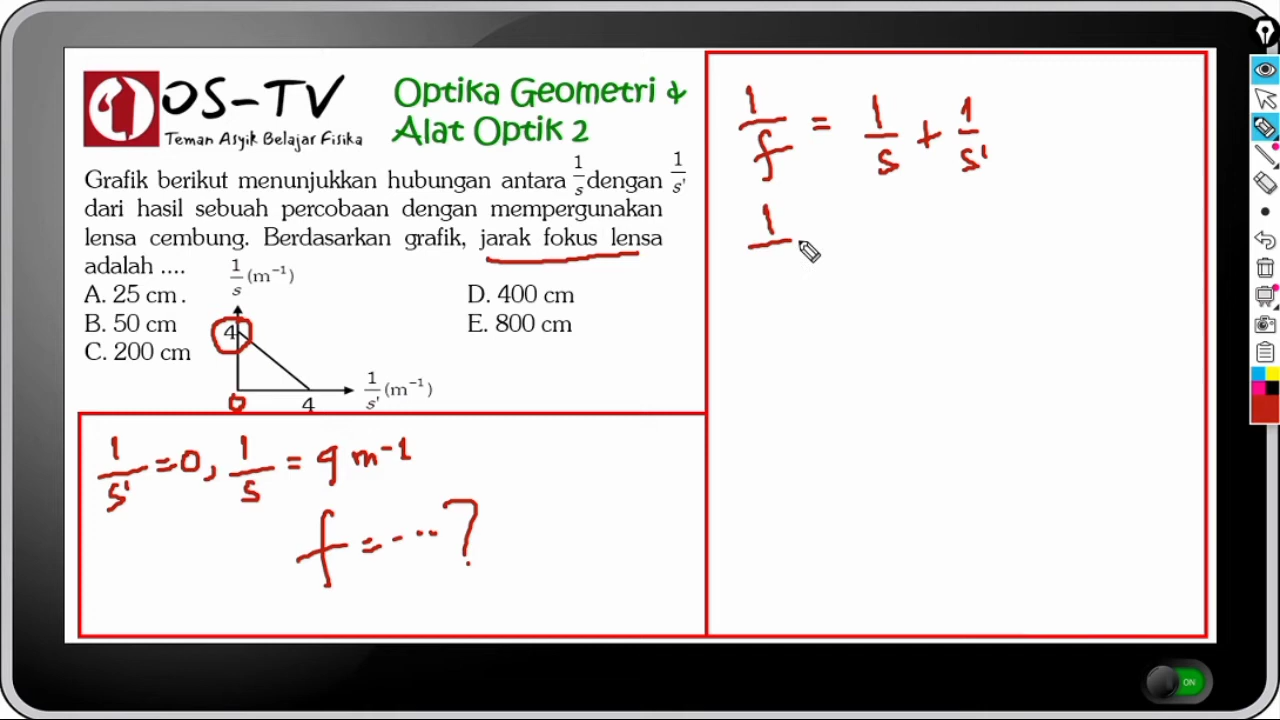 OS-TV
Teman Asyik Belajar Fisika
Optika Geometri &
Alat Optik 2
Grafik berikut menunjukkan hubungan antara 1/s dengan 1/s'
dari hasil sebuah percobaan dengan mempergunakan
lensa cembung. Berdasarkan grafik, jarak fokus lensa
adalah ....
A. 25 cm.
B. 50 cm
C. 200 cm
D. 400 cm
E. 800 cm
1/s (m⁻¹)
4
0
4
1/s' (m⁻¹)
1/s' = 0, 1/s = 4 m⁻¹
f = ... ?
1/f = 1/s + 1/s'
1
ON